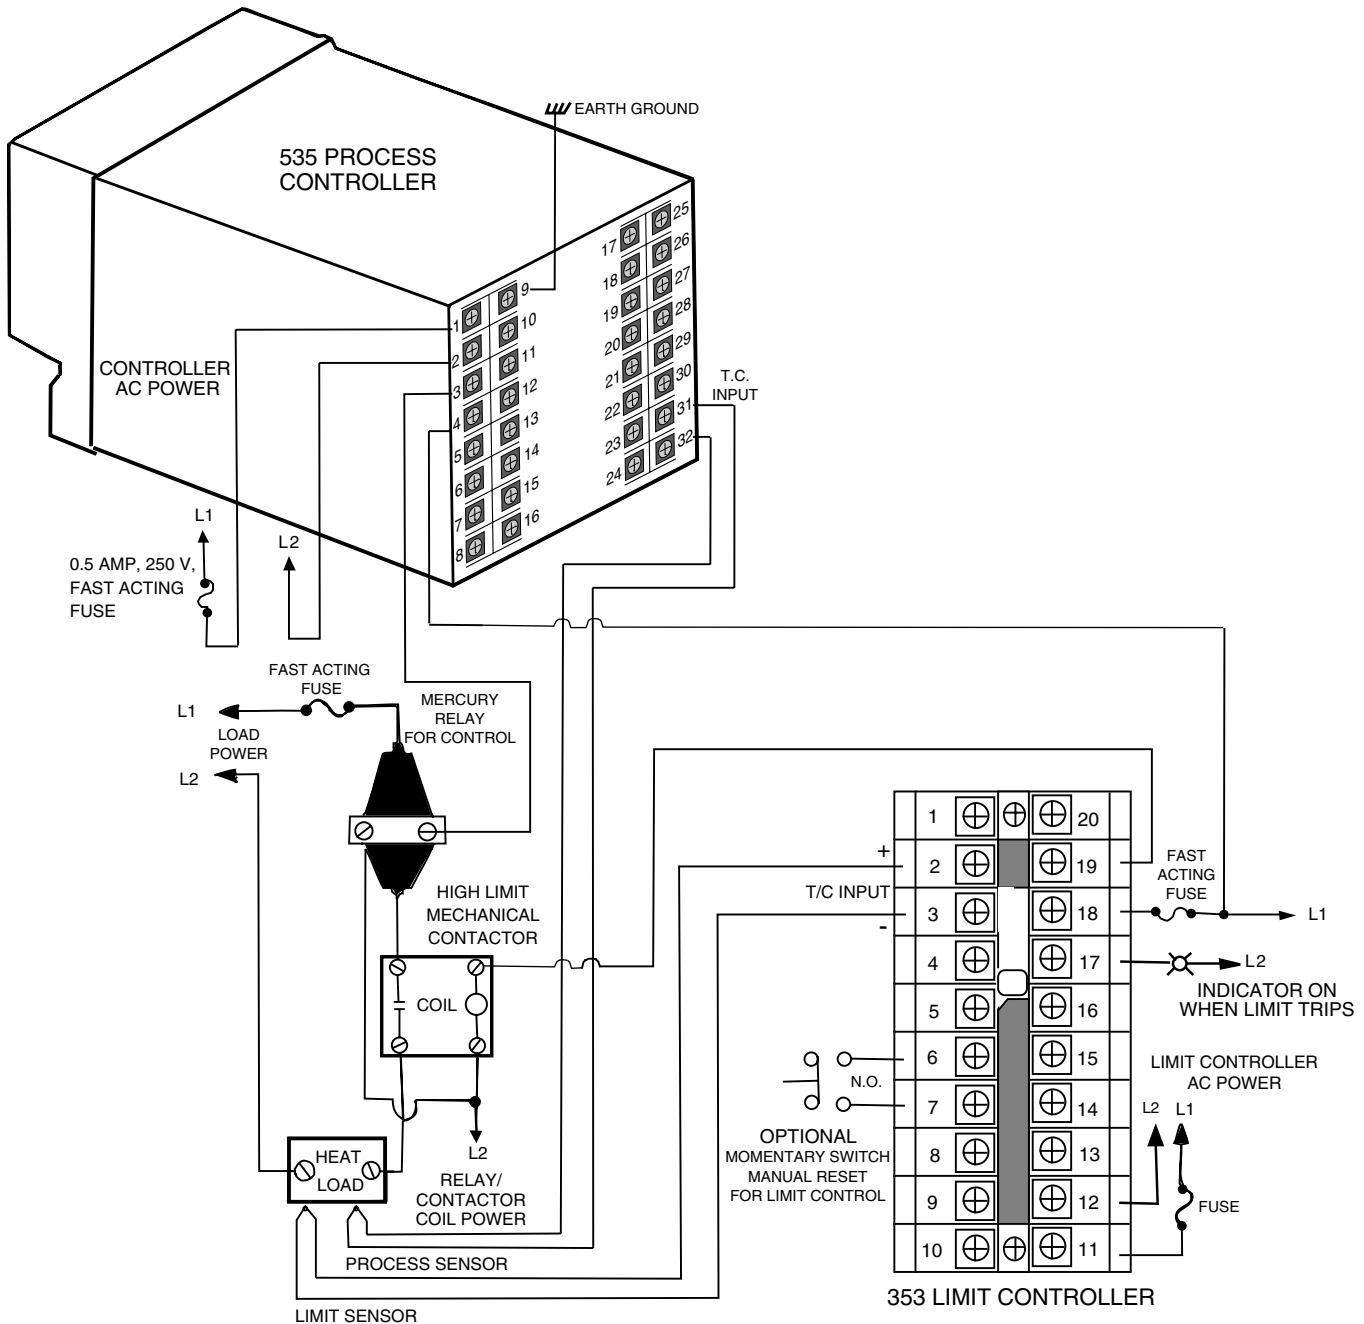 EARTH GROUND
535 PROCESS
CONTROLLER
25
17
26
18
27
19
28
20
29
21
30
22
31
23
32
24
9
1
10
2
11
3
12
4
13
5
14
6
15
7
16
8
CONTROLLER
AC POWER
T.C.
INPUT
L1
L2
0.5 AMP, 250 V,
FAST ACTING
FUSE
FAST ACTING
FUSE
L1
LOAD
POWER
L2
MERCURY
RELAY
FOR CONTROL
HIGH LIMIT
MECHANICAL
CONTACTOR
COIL
L2
RELAY/
CONTACTOR
COIL POWER
HEAT
LOAD
PROCESS SENSOR
LIMIT SENSOR
+
T/C INPUT
-
1
20
2
19
3
18
4
17
5
16
6
15
7
14
8
13
9
12
10
11
FAST
ACTING
FUSE
L1
L2
INDICATOR ON
WHEN LIMIT TRIPS
LIMIT CONTROLLER
AC POWER
L2
L1
FUSE
N.O.
OPTIONAL
MOMENTARY SWITCH
MANUAL RESET
FOR LIMIT CONTROL
353 LIMIT CONTROLLER